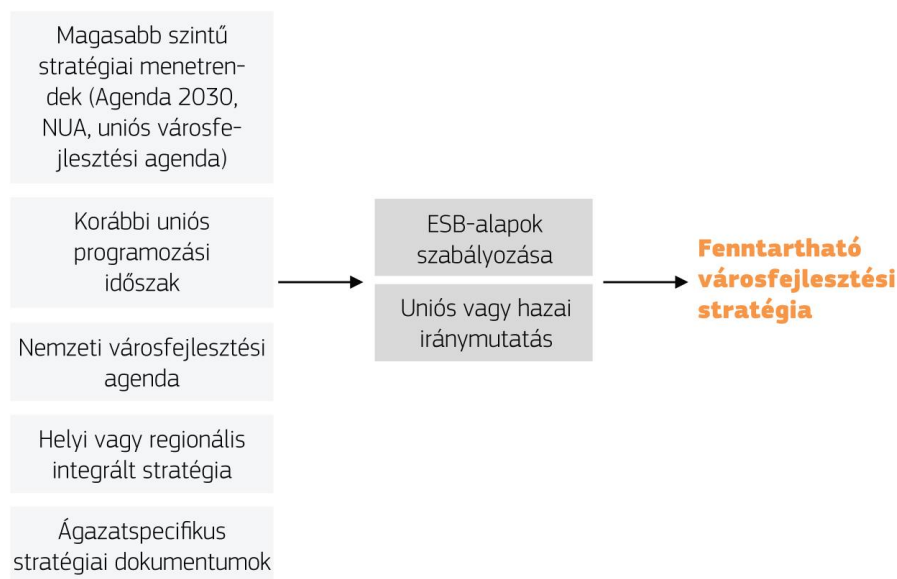 Magasabb szintű
stratégiai menetren-
dek (Agenda 2030,
NUA, uniós városfe-
jlesztési agenda)
Korábbi uniós
programozási
időszak
Nemzeti városfejlesztési
agenda
Helyi vagy regionális
integrált stratégia
Ágazatspecifikus
stratégiai dokumentumok
ESB-alapok
szabályozása
Uniós vagy hazai
iránymutatás
Fenntartható
városfejlesztési
stratégia